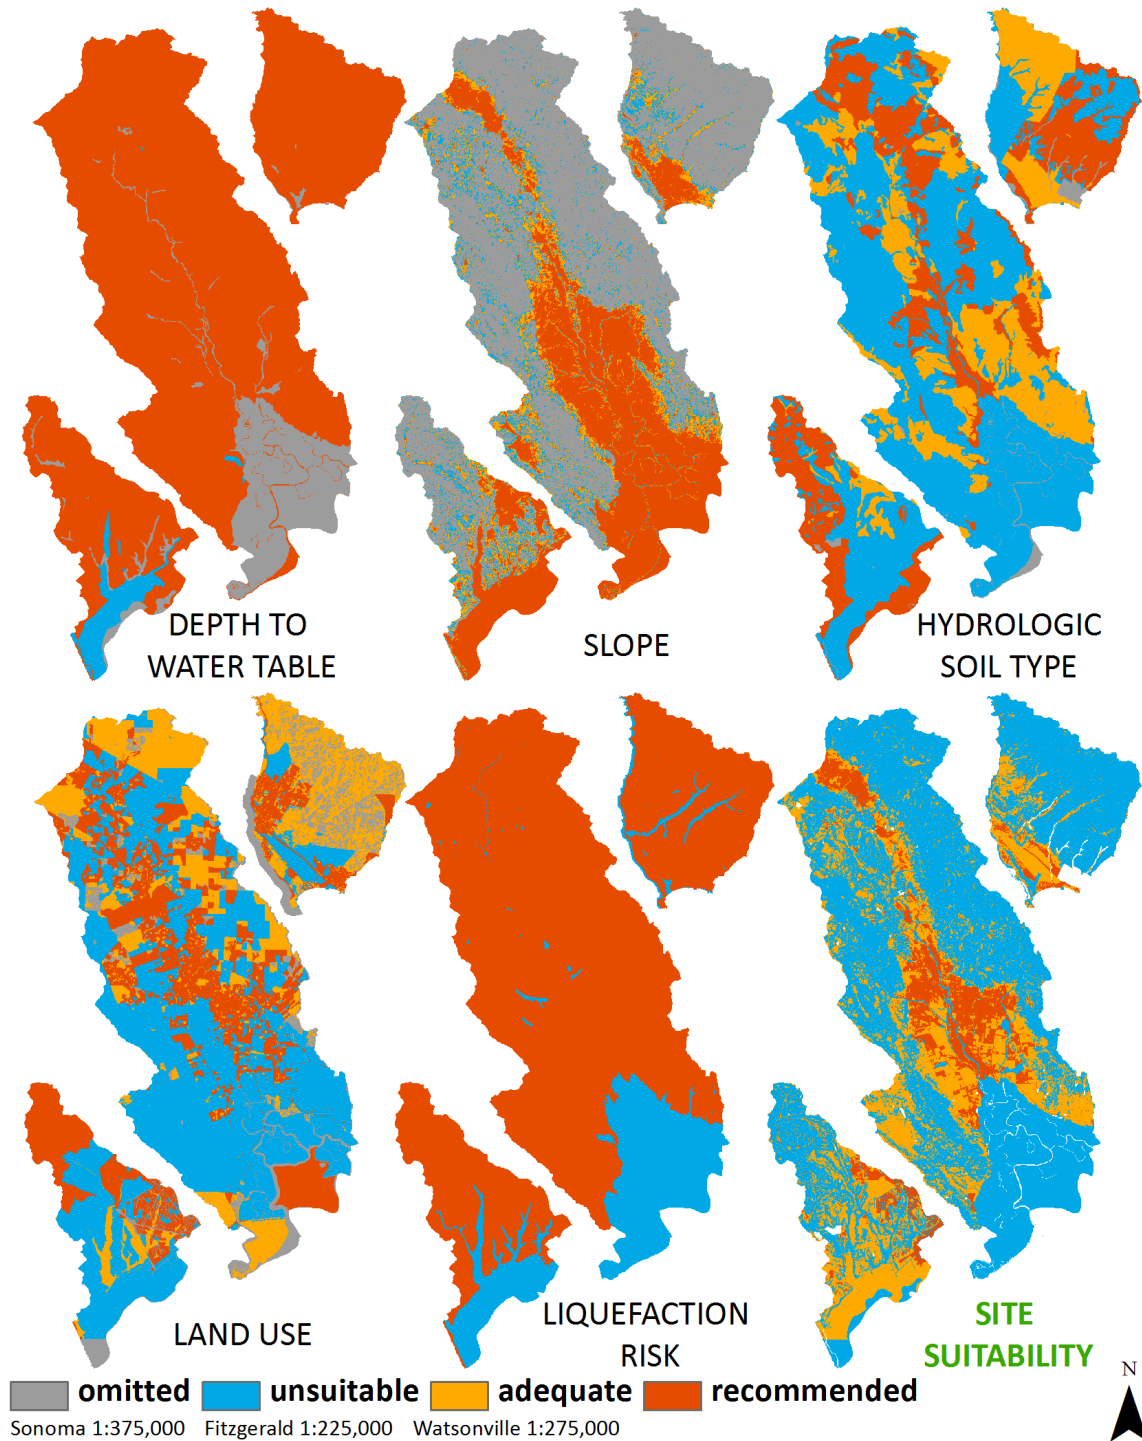 DEPTH TO
WATER TABLE
SLOPE
HYDROLOGIC
SOIL TYPE
LAND USE
LIQUEFACTION
RISK
SITE
SUITABILITY
N
omitted unsuitable adequate recommended
Sonoma 1:375,000 Fitzgerald 1:225,000 Watsonville 1:275,000